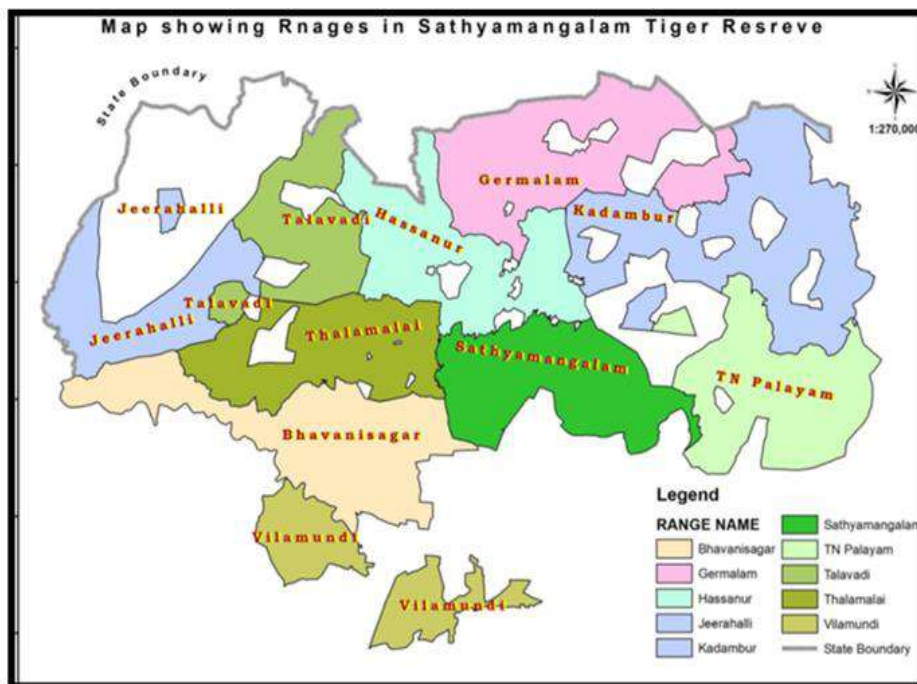 Map showing Rnages in Sathyamangalam Tiger Resreve
State Boundary
1:270,000
Germalam
Jeerahalli
Talavadi
Hassanur
Kadambur
Talavadi
Jeerahalli
Thalamalai
Sathyamangalam
TN Palayam
Bhavanisagar
Vilamundi
Vilamundi
Legend
RANGE NAME
Bhavanisagar
Germalam
Hassanur
Jeerahalli
Kadambur
Sathyamangalam
TN Palayam
Talavadi
Thalamalai
Vilamundi
State Boundary